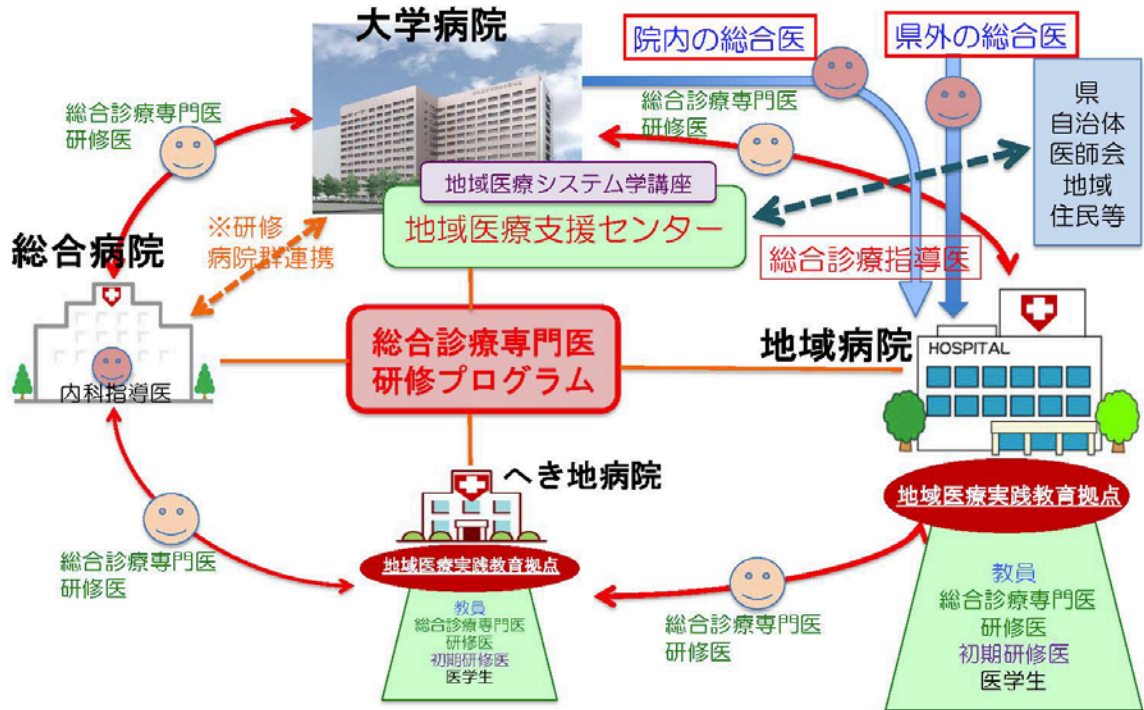 大学病院
院内の総合医
県外の総合医
総合診療専門医
研修医
総合診療専門医
研修医
県
自治体
医師会
地域
住民等
地域医療システム学講座
地域医療支援センター
※研修
病院群連携
総合病院
総合診療指導医
内科指導医
総合診療専門医
研修プログラム
地域病院
HOSPITAL
へき地病院
地域医療実践教育拠点
教員
総合診療専門医
研修医
初期研修医
医学生
地域医療実践教育拠点
教員
総合診療専門医
研修医
初期研修医
医学生
総合診療専門医
研修医
総合診療専門医
研修医